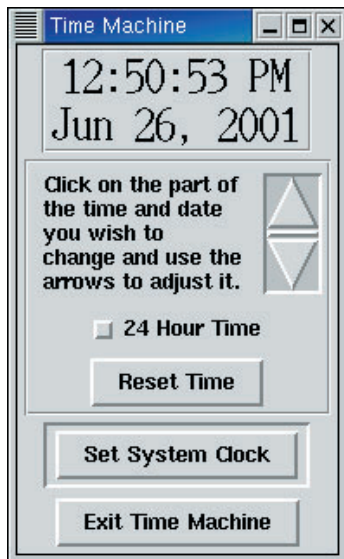 Time Machine
12:50:53 PM
Jun 26, 2001
Click on the part of
the time and date
you wish to
change and use the
arrows to adjust it.
24 Hour Time
Reset Time
Set System Clock
Exit Time Machine